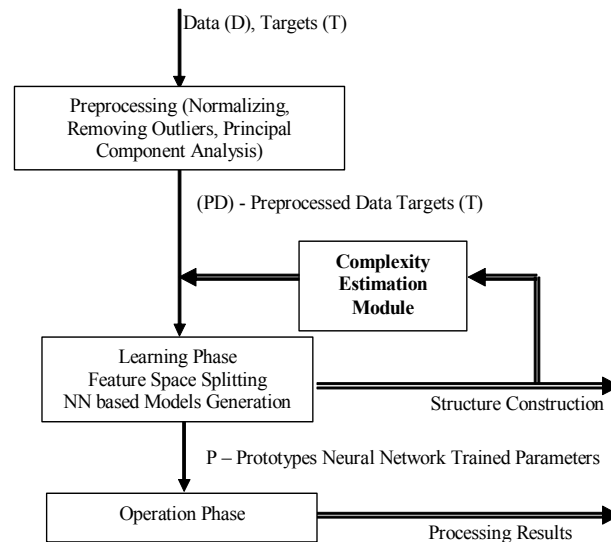 Data (D), Targets (T)
Preprocessing (Normalizing,
Removing Outliers, Principal
Component Analysis)
(PD) - Preprocessed Data Targets (T)
Complexity
Estimation
Module
Learning Phase
Feature Space Splitting
NN based Models Generation
Structure Construction
P – Prototypes Neural Network Trained Parameters
Operation Phase
Processing Results